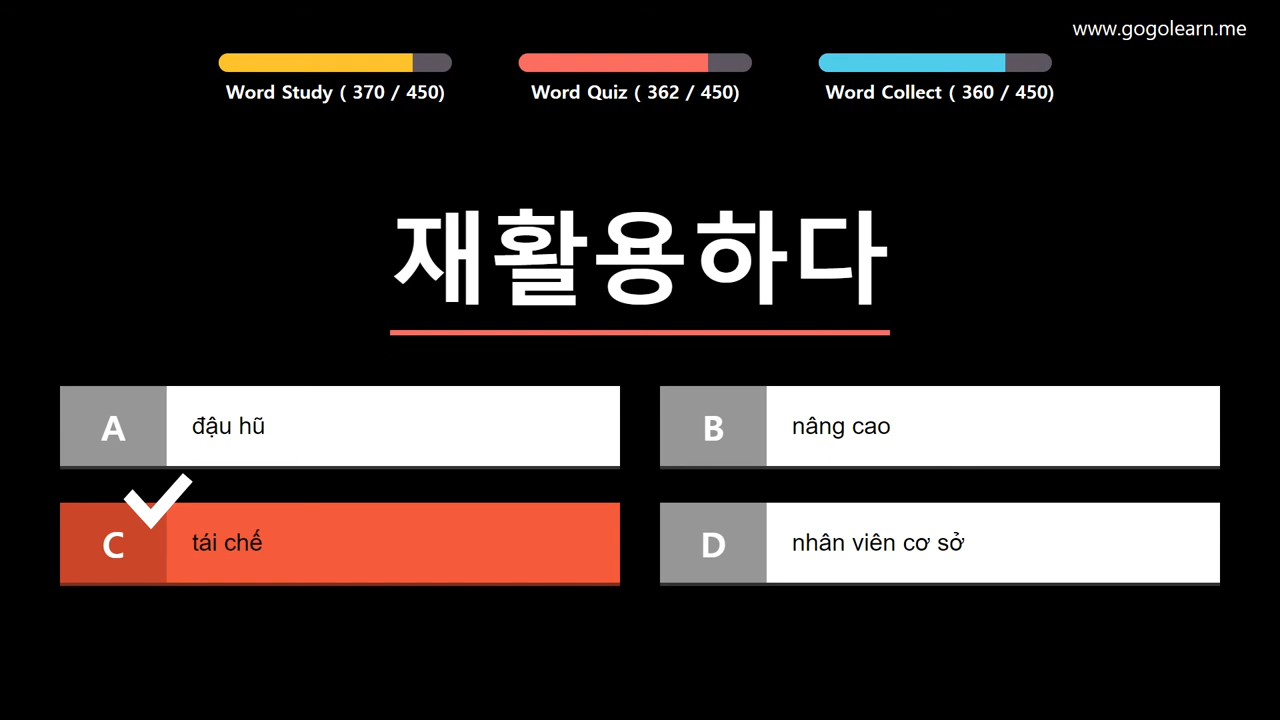 www.gogolearn.me
Word Study ( 370 / 450)
Word Quiz ( 362 / 450)
Word Collect ( 360 / 450)
재활용하다
A
đậu hũ
B
nâng cao
C
tái chế
D
nhân viên cơ sở